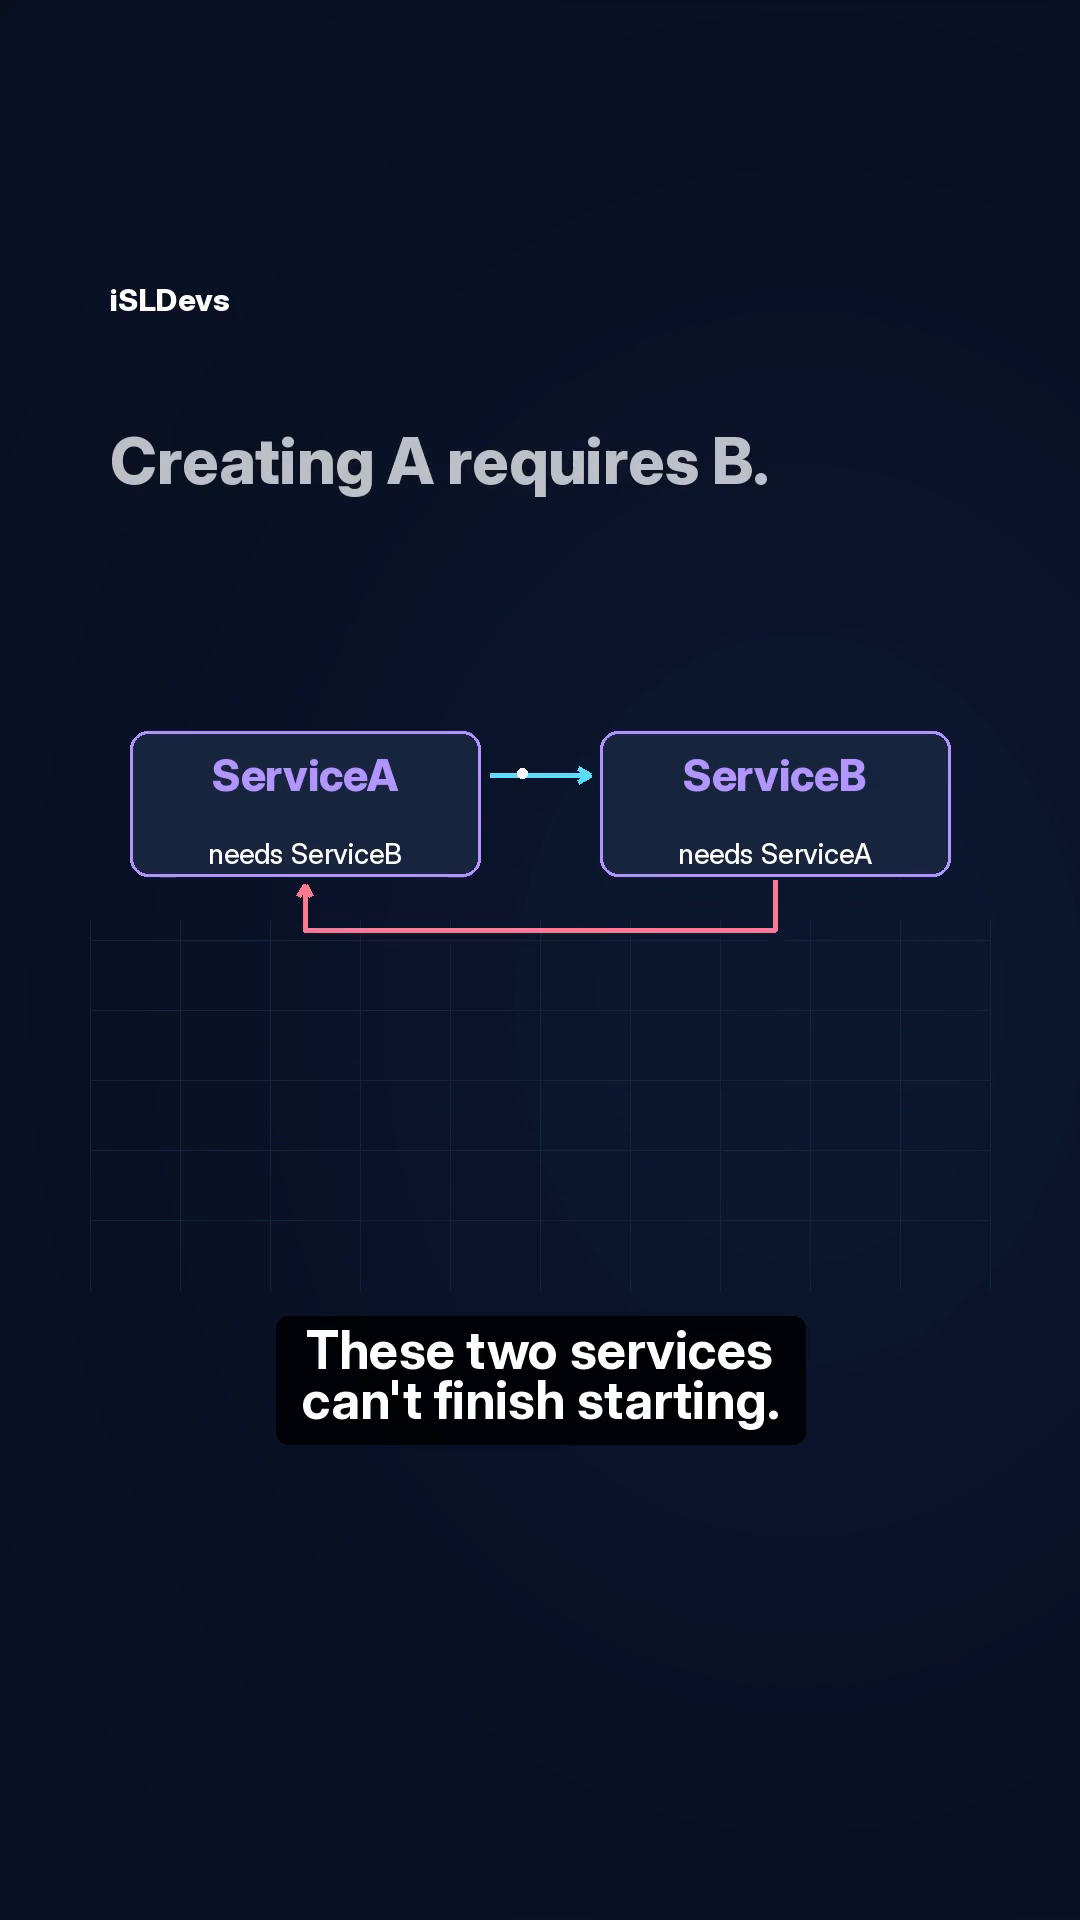 iSLDevs
Creating A requires B.
ServiceA
needs ServiceB
ServiceB
needs ServiceA
These two services
can't finish starting.